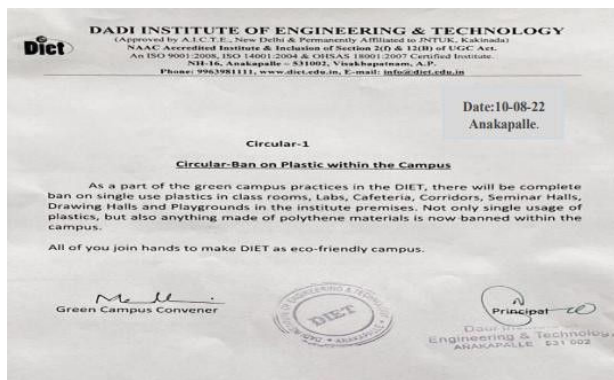 Diet
DADI INSTITUTE OF ENGINEERING & TECHNOLOGY
(Approved by A.I.C.T.E., New Delhi & Permanently Affiliated to JNTUK, Kakinada)
NAAC Accredited Institute & Inclusion of Section 2(f) & 12(B) of UGC Act.
An ISO 9001:2008, ISO 14001:2004 & OHSAS 18001:2007 Certified Institute.
NH-16, Anakapalle – 531002, Visakhapatnam, A.P.
Phone: 9963981111, www.diet.edu.in, E-mail: info@diet.edu.in
Date:10-08-22
Anakapalle.
Circular-1
Circular-Ban on Plastic within the Campus
As a part of the green campus practices in the DIET, there will be complete
ban on single use plastics in class rooms, Labs, Cafeteria, Corridors, Seminar Halls,
Drawing Halls and Playgrounds in the institute premises. Not only single usage of
plastics, but also anything made of polythene materials is now banned within the
campus.
All of you join hands to make DIET as eco-friendly campus.
Green Campus Convener
DIET
Principal
Engineering & Technology
ANAKAPALLE 531 002